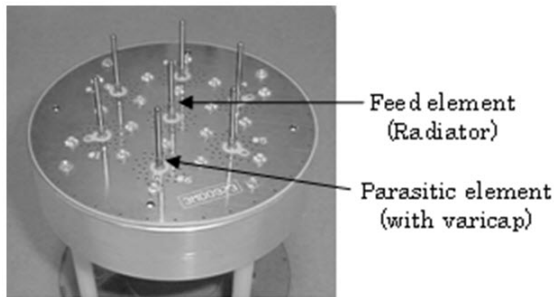 Feed element
(Radiator)
Parasitic element
(with varicap)